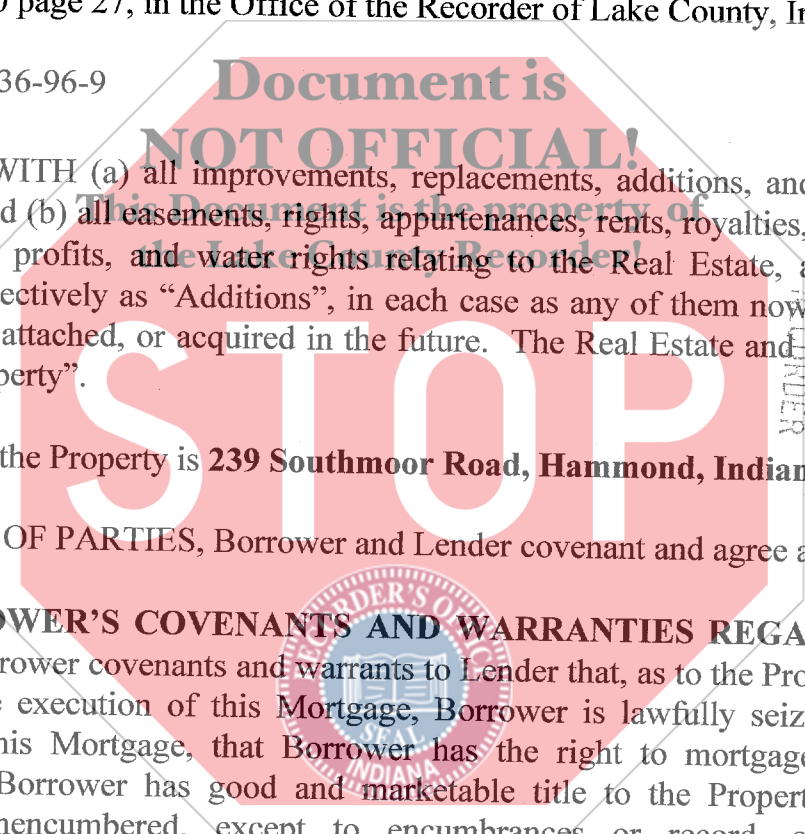 page 27, in the Office of the Recorder of Lake County, In
36-96-9
Document is
NOT OFFICIAL!
This Document is the property of
the Lake County Recorder!
WITH (a) all improvements, replacements, additions, and
d (b) all easements, rights, appurtenances, rents, royalties,
profits, and water rights relating to the Real Estate, a
ectively as “Additions”, in each case as any of them now
attached, or acquired in the future. The Real Estate and
perty”.
STOP
the Property is 239 Southmoor Road, Hammond, Indian
OF PARTIES, Borrower and Lender covenant and agree a
OWER’S COVENANTS AND WARRANTIES REGA
rower covenants and warrants to Lender that, as to the Pro
e execution of this Mortgage, Borrower is lawfully seiz
his Mortgage, that Borrower has the right to mortgage
Borrower has good and marketable title to the Propert
nencumbered, except to encumbrances or record,
RECORDER'S OFFICE
SEAL
INDIANA